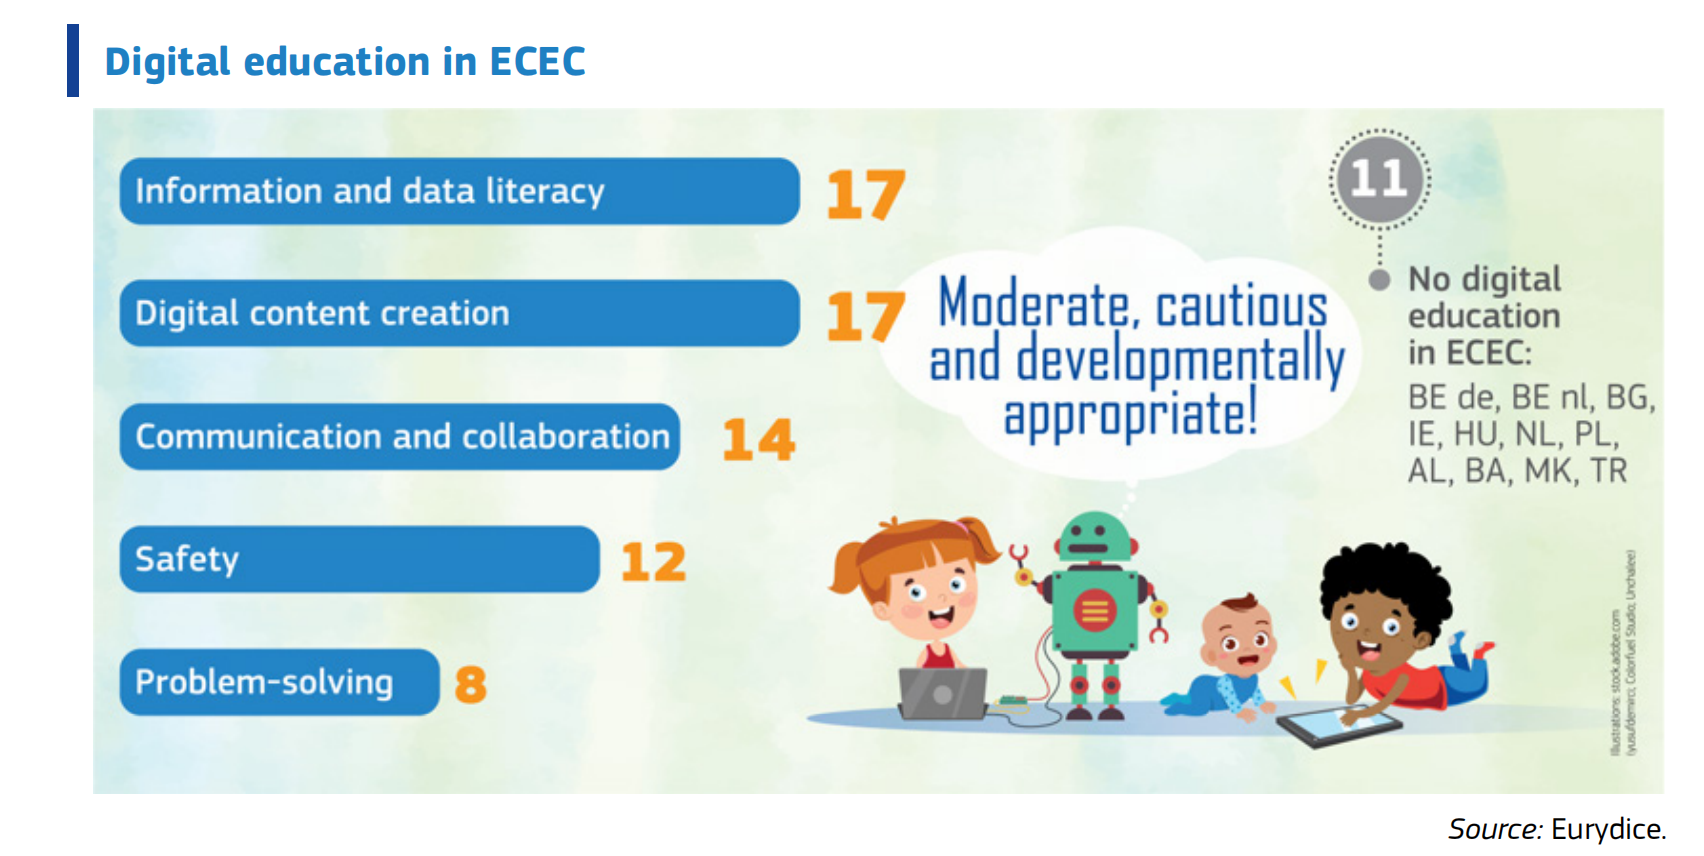 Digital education in ECEC
Information and data literacy
17
Digital content creation
17
Communication and collaboration
14
Safety
12
Problem-solving
8
Moderate, cautious
and developmentally
appropriate!
11
No digital
education
in ECEC:
BE de, BE nl, BG,
IE, HU, NL, PL,
AL, BA, MK, TR
Illustrations: stock.adobe.com
(yusufdemirci; Colorfuel Studio; Unchalee)
Source: Eurydice.